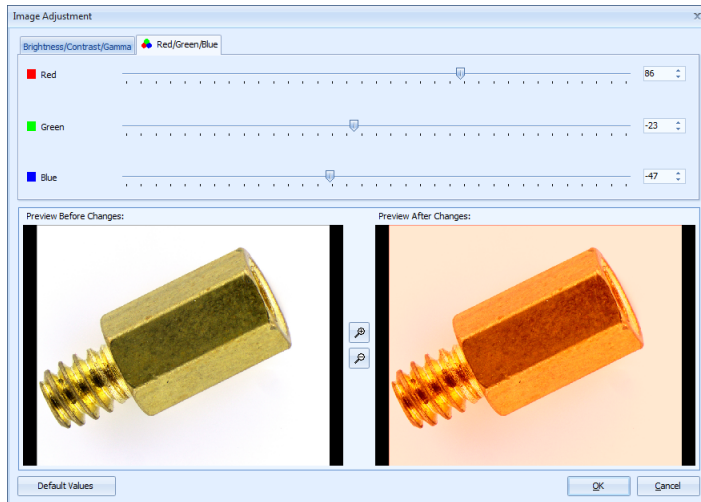 Image Adjustment
Brightness/Contrast/Gamma Red/Green/Blue
Red 86
Green -23
Blue -47
Preview Before Changes: Preview After Changes:
Default Values OK Cancel